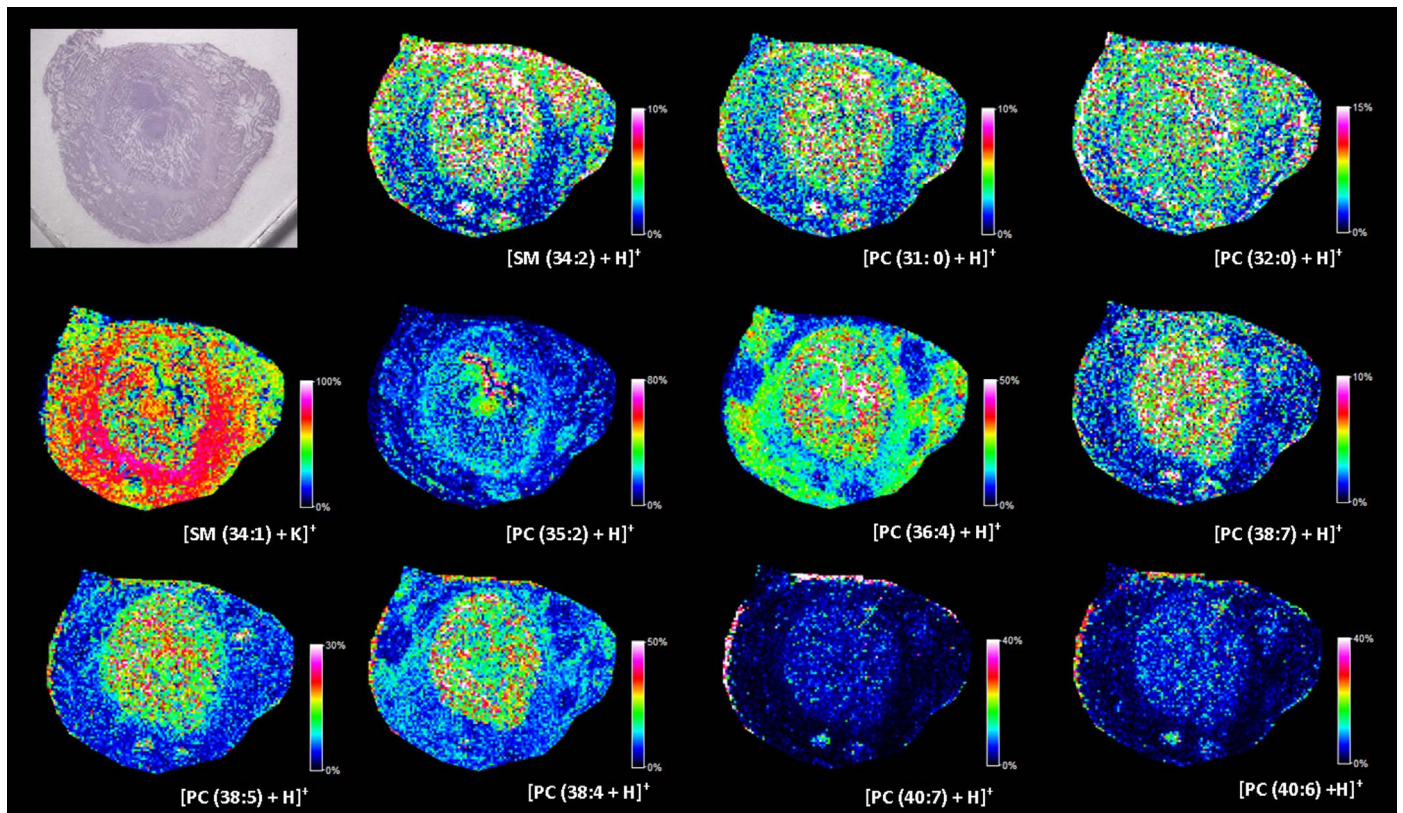 10%
0%
[SM (34:2) + H]⁺
10%
0%
[PC (31: 0) + H]⁺
15%
0%
[PC (32:0) + H]⁺
100%
0%
[SM (34:1) + K]⁺
80%
0%
[PC (35:2) + H]⁺
50%
0%
[PC (36:4) + H]⁺
10%
0%
[PC (38:7) + H]⁺
30%
0%
[PC (38:5) + H]⁺
50%
0%
[PC (38:4 + H]⁺
40%
0%
[PC (40:7) + H]⁺
40%
0%
[PC (40:6) +H]⁺